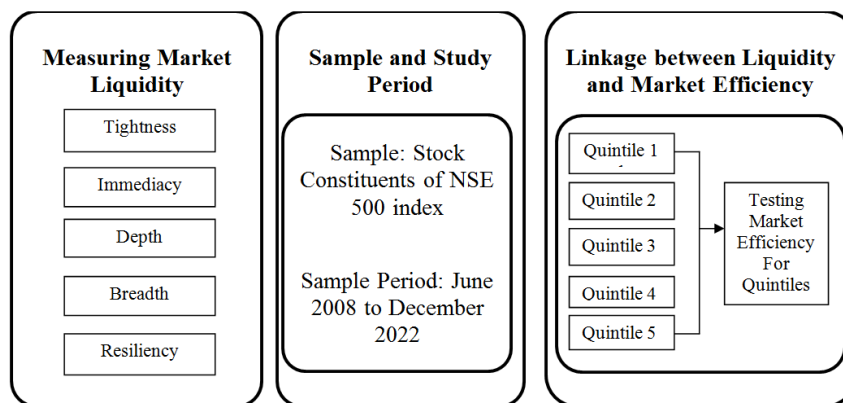 Measuring Market
Liquidity
Tightness
Immediacy
Depth
Breadth
Resiliency
Sample and Study
Period
Sample: Stock
Constituents of NSE
500 index
Sample Period: June
2008 to December
2022
Linkage between Liquidity
and Market Efficiency
Quintile 1
Quintile 2
Quintile 3
Quintile 4
Quintile 5
Testing
Market
Efficiency
For
Quintiles